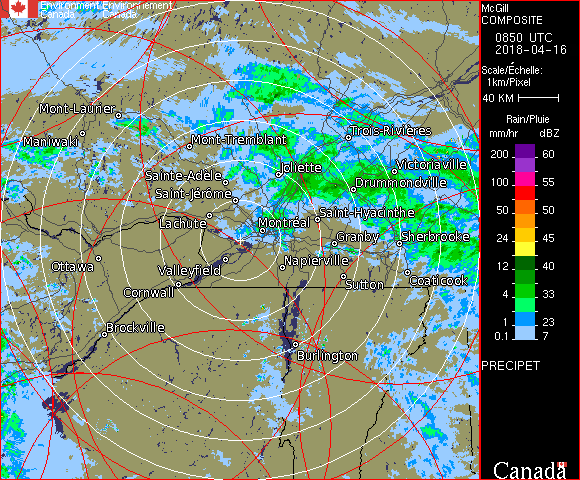 Environment Environnement
Canada Canada
McGill
COMPOSITE
0850 UTC
2018-04-16
Scale/Échelle:
1km/Pixel
40 KM
Rain/Pluie
mm/hr dBZ
200 60
100 55
50 50
24 45
12 40
4 33
1 23
0.1 7
PRECIPET
Canada
Mont-Laurier
Maniwaki
Mont-Tremblant
Trois-Rivières
Victoriaville
Joliette
Sainte-Adèle
Drummondville
Saint-Jérôme
Saint-Hyacinthe
Lachute
Montréal
Granby
Sherbrooke
Ottawa
Valleyfield
Napierville
Sutton
Coaticook
Cornwall
Brockville
Burlington